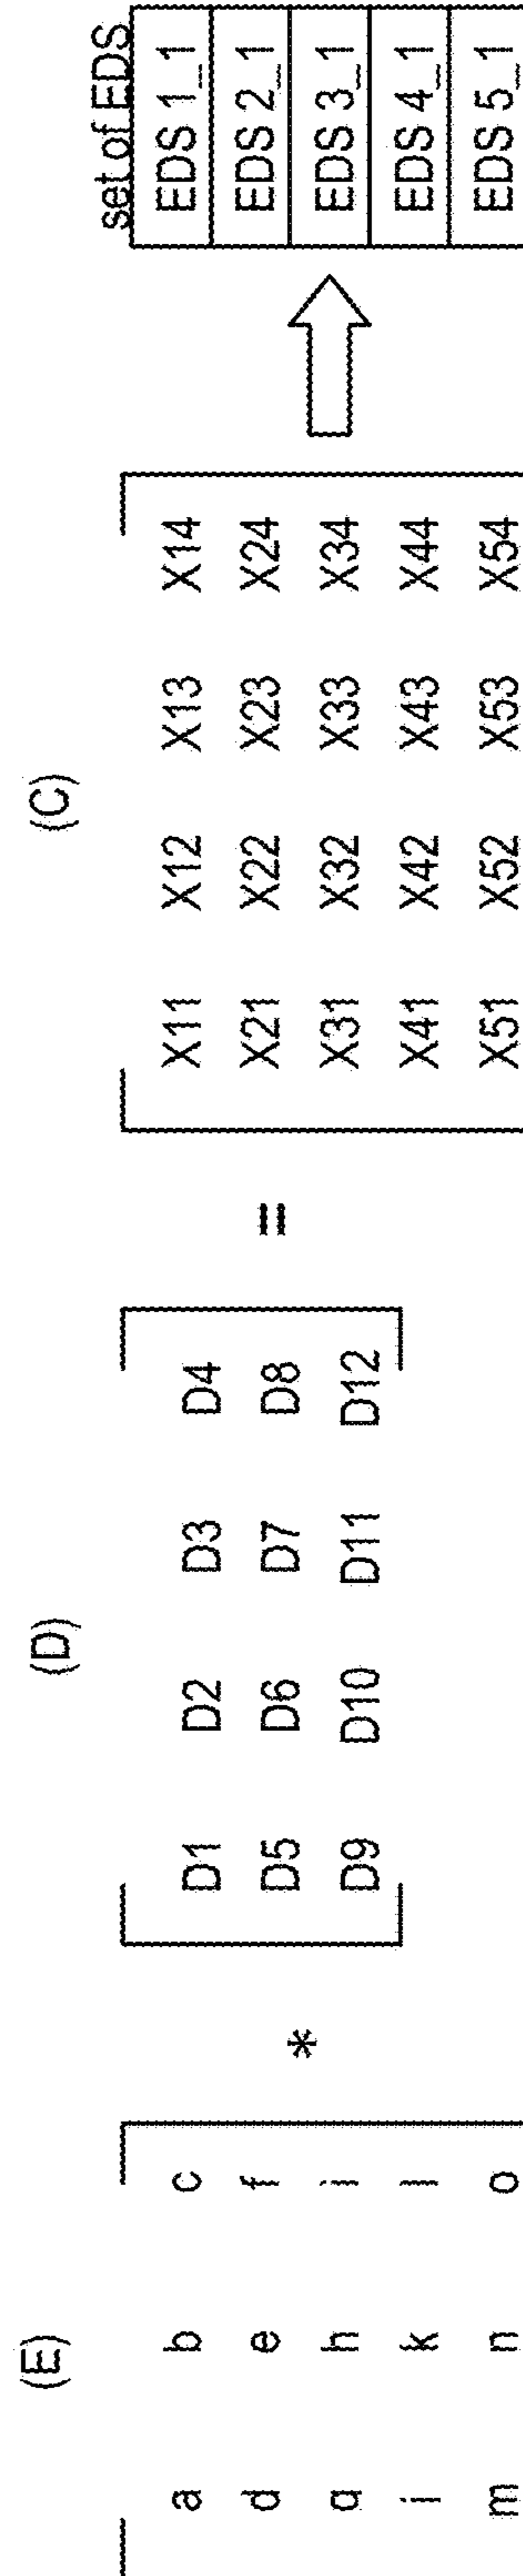 (E) (D) (C) set of EDS
a b c D1 D2 D3 D4 X11 X12 X13 X14 EDS 1_1
d e f * D5 D6 D7 D8 = X21 X22 X23 X24 EDS 2_1
h i D9 D10 D11 D12 X31 X32 X33 X34 EDS 3_1
k l X41 X42 X43 X44 EDS 4_1
m n o X51 X52 X53 X54 EDS 5_1